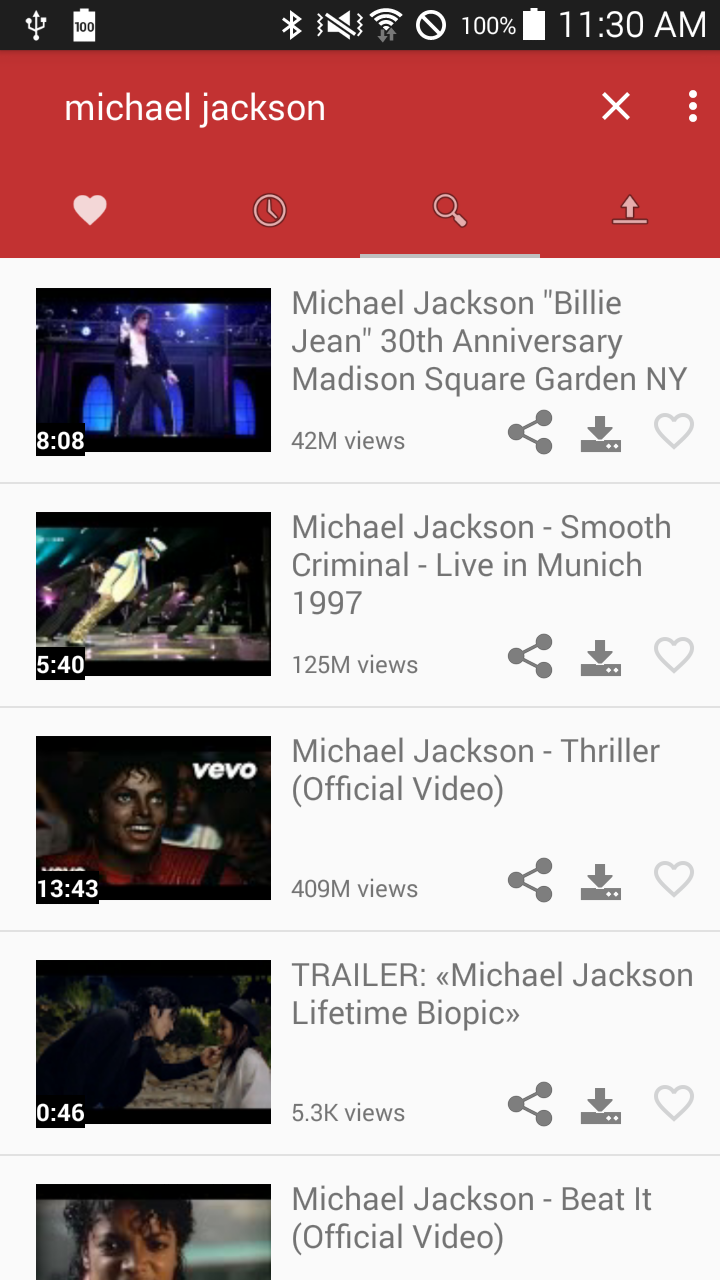 100
100%
11:30 AM
michael jackson
Michael Jackson "Billie
Jean" 30th Anniversary
Madison Square Garden NY
8:08
42M views
Michael Jackson - Smooth
Criminal - Live in Munich
1997
5:40
125M views
Michael Jackson - Thriller
(Official Video)
vevo
13:43
409M views
TRAILER: «Michael Jackson
Lifetime Biopic»
0:46
5.3K views
Michael Jackson - Beat It
(Official Video)